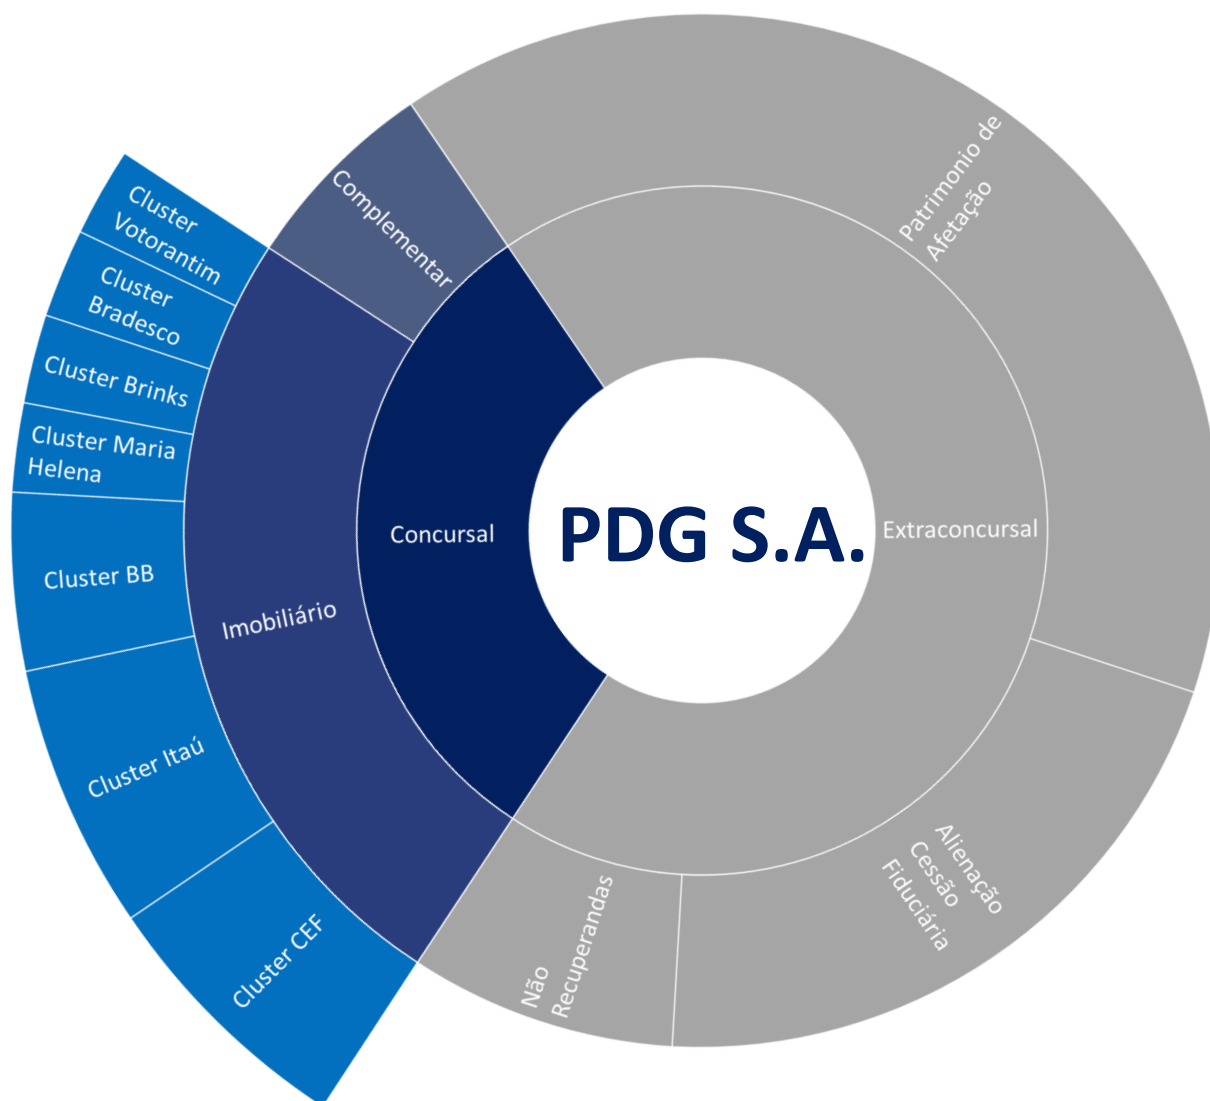 PDG S.A.
Concursal
Extraconcursal
Complementar
Imobiliário
Cluster
Votorantim
Cluster
Bradesco
Cluster Brinks
Cluster Maria
Helena
Cluster BB
Cluster Itaú
Cluster CEF
Patrimonio de
Afetação
Alienação
Cessão
Fiduciária
Não
Recuperandas